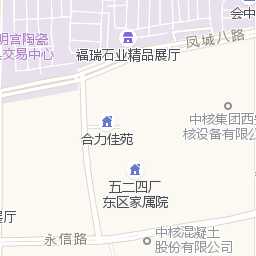 会中
凤城八路
明宫陶瓷
交易中心
福瑞石业精品展厅
中核集团西安
核设备有限公司
合力佳苑
五二四厂
东区家属院
展厅
永信路
中核混凝土
股份有限公司